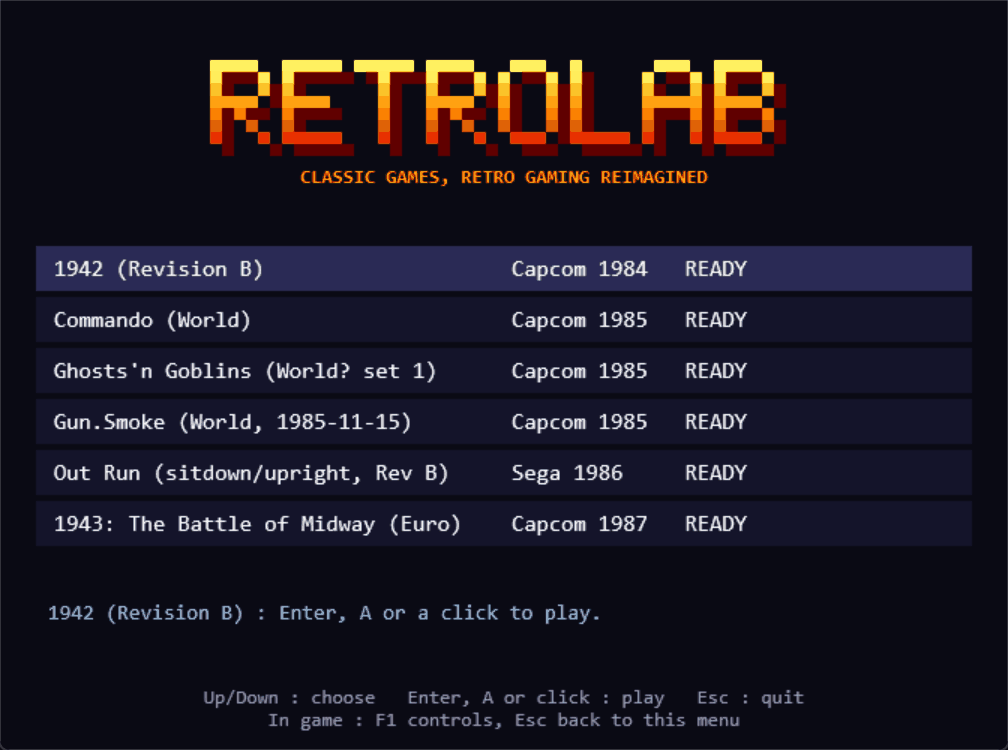 RETROLAB
CLASSIC GAMES, RETRO GAMING REIMAGINED
1942 (Revision B) Capcom 1984 READY
Commando (World) Capcom 1985 READY
Ghosts'n Goblins (World? set 1) Capcom 1985 READY
Gun.Smoke (World, 1985-11-15) Capcom 1985 READY
Out Run (sitdown/upright, Rev B) Sega 1986 READY
1943: The Battle of Midway (Euro) Capcom 1987 READY
1942 (Revision B) : Enter, A or a click to play.
Up/Down : choose Enter, A or click : play Esc : quit
In game : F1 controls, Esc back to this menu